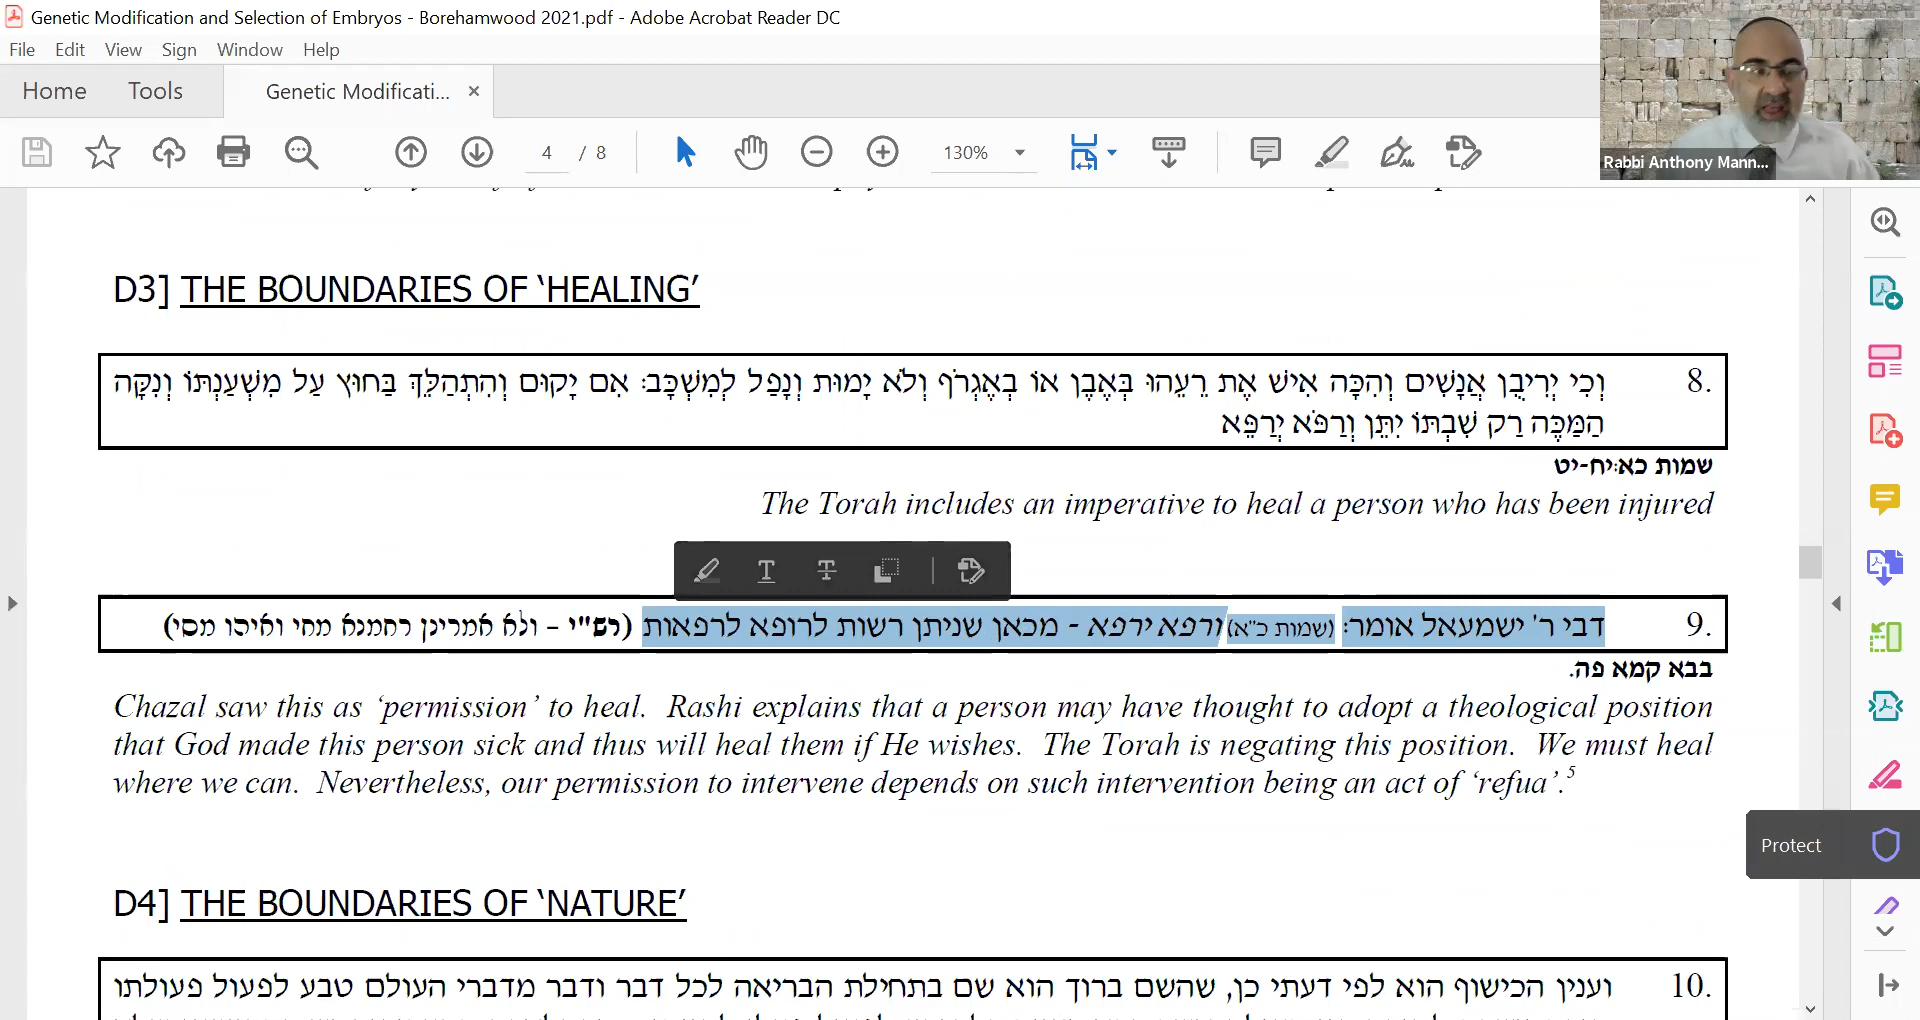 Genetic Modification and Selection of Embryos - Borehamwood 2021.pdf - Adobe Acrobat Reader DC
File Edit View Sign Window Help
Home Tools Genetic Modificati... ×
4 / 8 130%
Rabbi Anthony Mann...
D3] THE BOUNDARIES OF ‘HEALING’
8. וְכִי יְרִיבֻן אֲנָשִׁים וְהִכָּה אִישׁ אֶת רֵעֵהוּ בְּאֶבֶן אוֹ בְאֶגְרֹף וְלֹא יָמוּת וְנָפַל לְמִשְׁכָּב: אִם יָקוּם וְהִתְהַלֵּךְ בַּחוּץ עַל מִשְׁעַנְתּוֹ וְנִקָּה
הַמַּכֶּה רַק שִׁבְתּוֹ יִתֵּן וְרַפֹּא יְרַפֵּא
שמות כא:יח-יט
The Torah includes an imperative to heal a person who has been injured
9. דבי ר' ישמעאל אומר: (שמות כ"א) ורפא ירפא - מכאן שניתן רשות לרופא לרפאות (רש"י - ולא אמרינן רחמנא מחי ואיהו מסי)
בבא קמא פה.
Chazal saw this as ‘permission’ to heal. Rashi explains that a person may have thought to adopt a theological position
that God made this person sick and thus will heal them if He wishes. The Torah is negating this position. We must heal
where we can. Nevertheless, our permission to intervene depends on such intervention being an act of ‘refua’.5
Protect
D4] THE BOUNDARIES OF ‘NATURE’
10. וענין הכישוף הוא לפי דעתי כן, שהשם ברוך הוא שם בתחילת הבריאה לכל דבר ודבר מדברי העולם טבע לפעול פעולתו